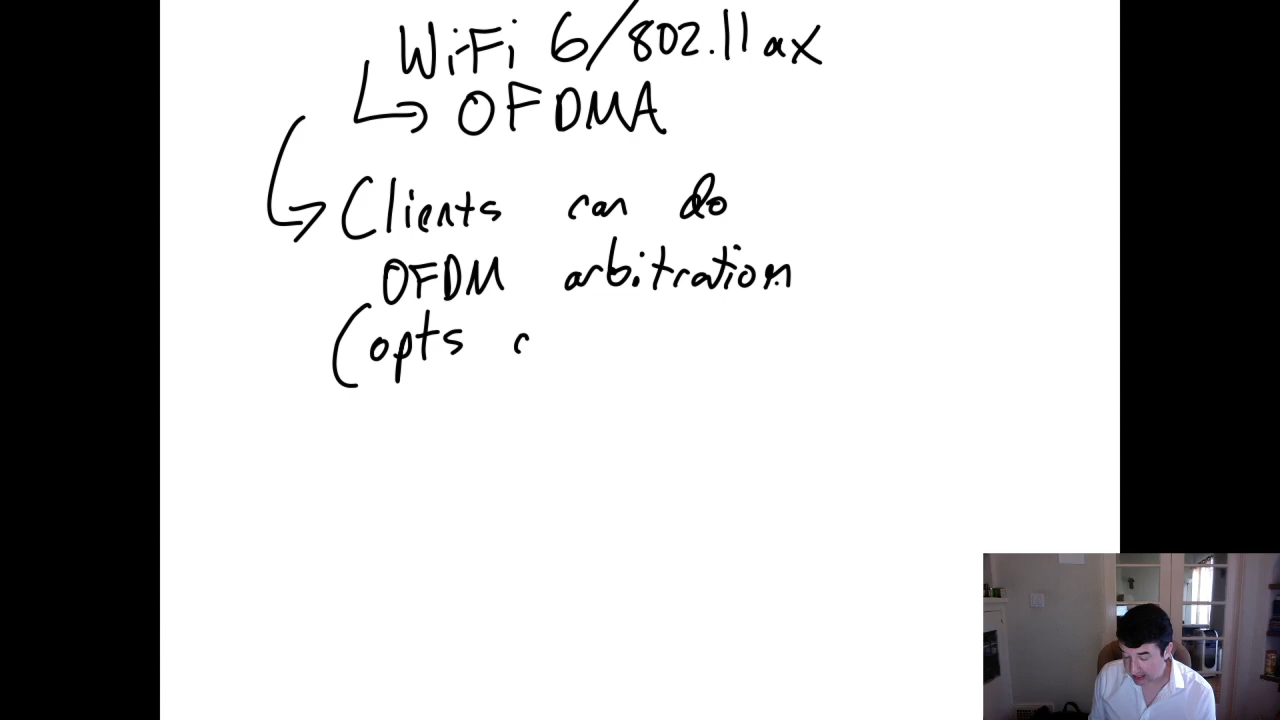 WiFi 6/802.11ax
OFDMA
Clients can do
OFDM arbitration
(opts